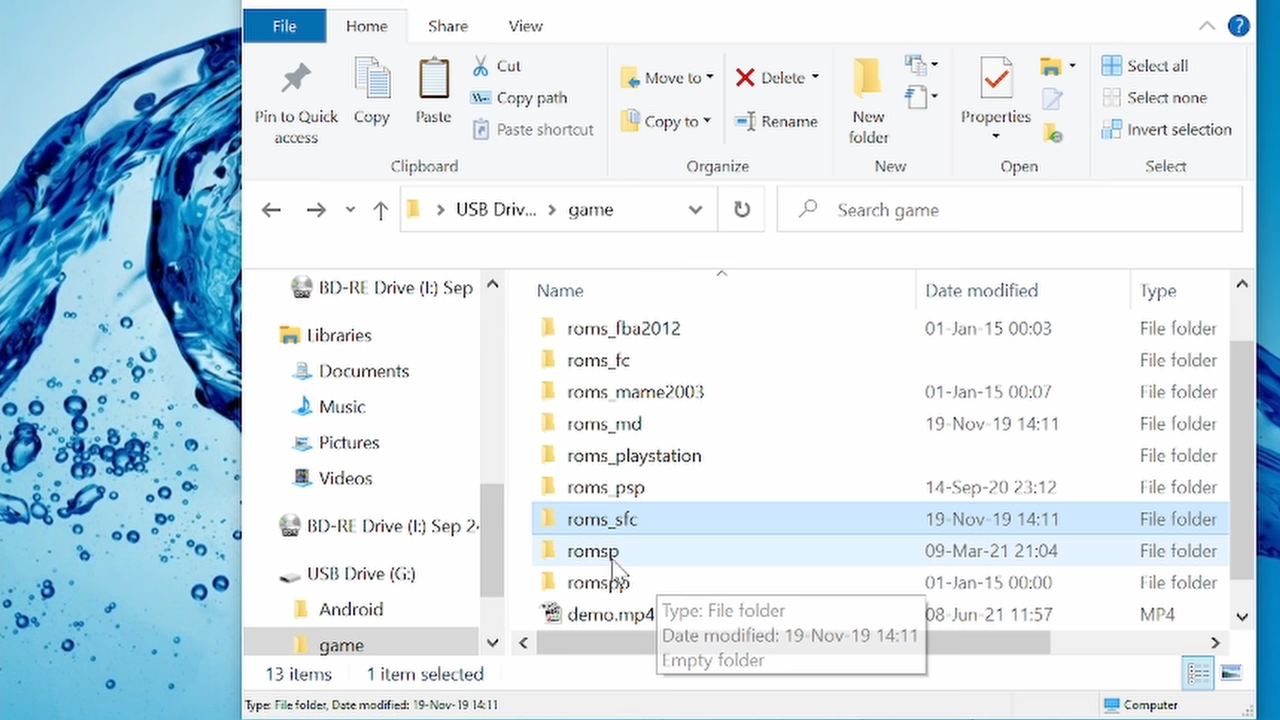 File Home Share View
Pin to Quick access
Copy
Paste
Cut
Copy path
Paste shortcut
Move to
Copy to
Delete
Rename
New folder
Properties
Select all
Select none
Invert selection
Clipboard Organize New Open Select
USB Driv... game
Search game
BD-RE Drive (I:) Sep
Libraries
Documents
Music
Pictures
Videos
BD-RE Drive (I:) Sep 2
USB Drive (G:)
Android
game
Name Date modified Type
roms_fba2012 01-Jan-15 00:03 File folder
roms_fc File folder
roms_mame2003 01-Jan-15 00:07 File folder
roms_md 19-Nov-19 14:11 File folder
roms_playstation File folder
roms_psp 14-Sep-20 23:12 File folder
roms_sfc 19-Nov-19 14:11 File folder
romsp 09-Mar-21 21:04 File folder
romspp 01-Jan-15 00:00 File folder
demo.mp4 08-Jun-21 11:57 MP4
Type: File folder
Date modified: 19-Nov-19 14:11
Empty folder
13 items 1 item selected
Type: File folder, Date modified: 19-Nov-19 14:11 Computer